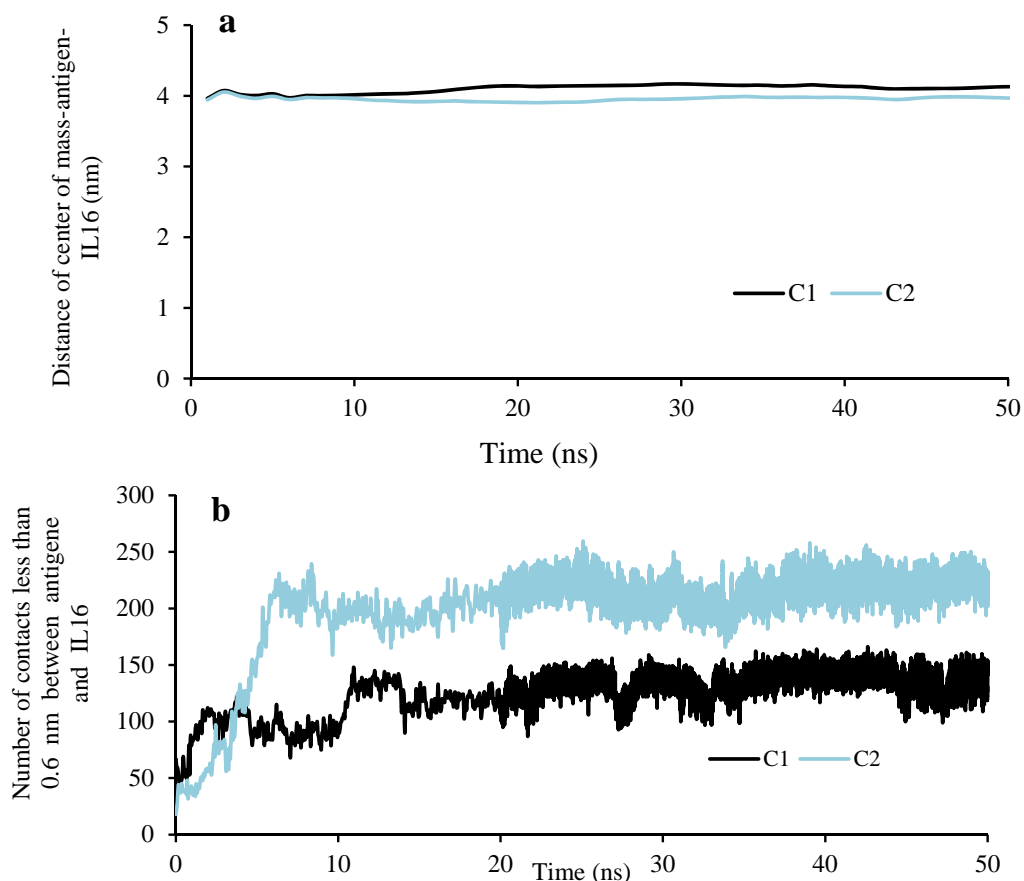 a
Distance of center of mass-antigen-
IL16 (nm)
5
4
3
2
1
0
C1
C2
0
10
20
30
40
50
Time (ns)
b
Number of contacts less than
0.6 nm between antigene
and IL16
300
250
200
150
100
50
0
C1
C2
0
10
20
30
40
50
Time (ns)